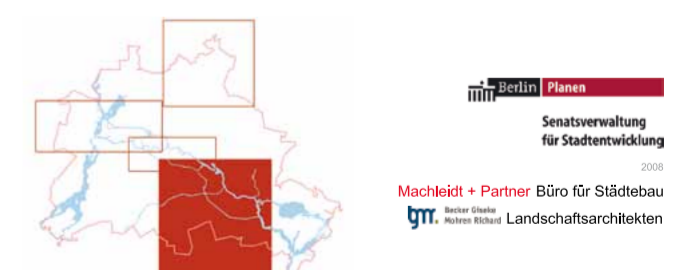 Berlin Planen
Senatsverwaltung
für Stadtentwicklung
2008
Machleidt + Partner Büro für Städtebau
bgmr. Becker Giseke
Mohren Richard Landschaftsarchitekten